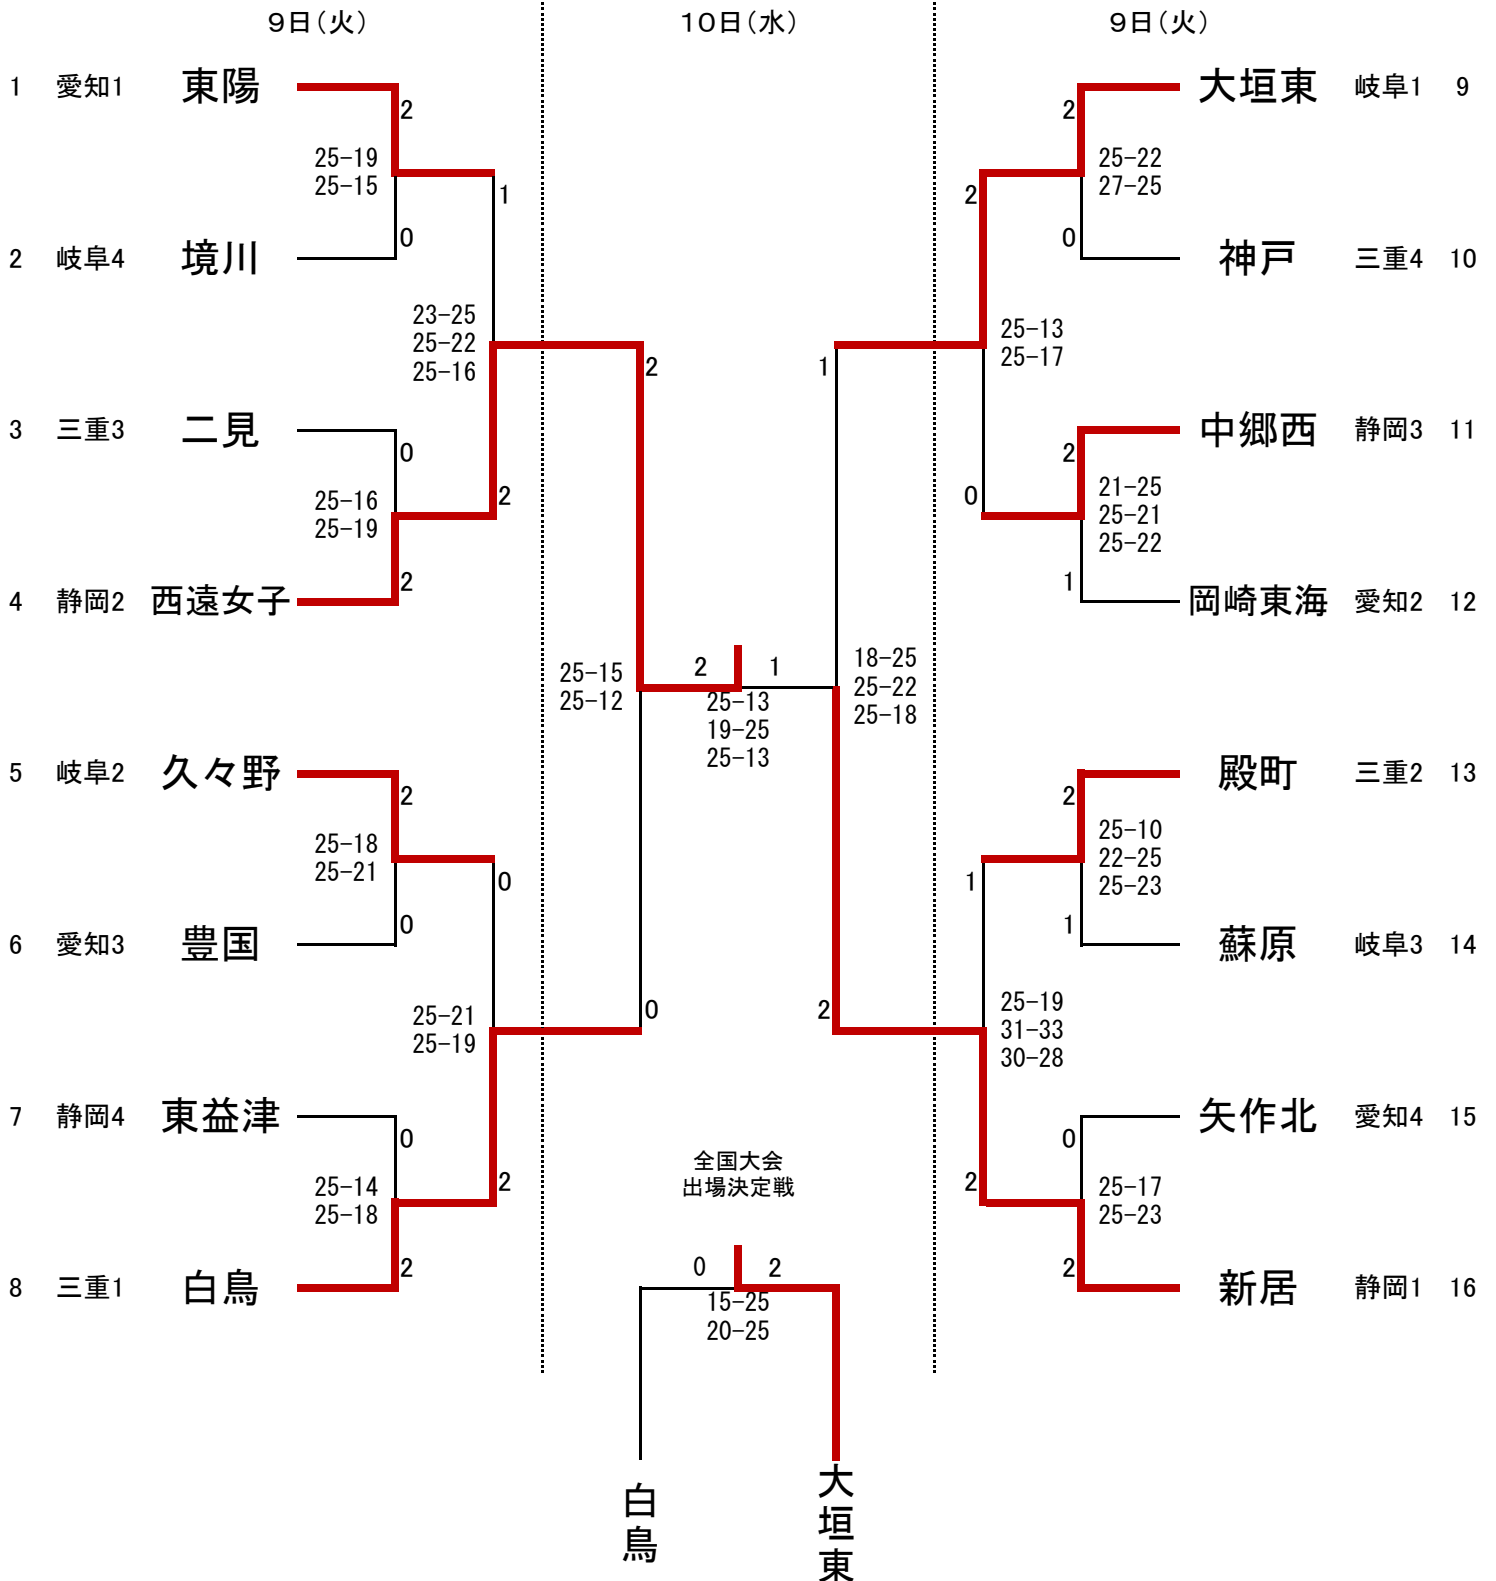 9日(火)
10日(水)
9日(火)
1 愛知1 東陽
2
25-19
25-15
1
0
2 岐阜4 境川
23-25
25-22
25-16
3 三重3 二見
0
25-16
25-19
2
2
4 静岡2 西遠女子
2
25-15
25-12
5 岐阜2 久々野
2
25-18
25-21
0
0
6 愛知3 豊国
25-21
25-19
0
7 静岡4 東益津
0
25-14
25-18
2
2
8 三重1 白鳥
2 1
25-13
19-25
25-13
全国大会
出場決定戦
0 2
15-25
20-25
白鳥
大垣東
大垣東 岐阜1 9
2
25-22
27-25
2
0
神戸 三重4 10
25-13
25-17
1
中郷西 静岡3 11
2
21-25
25-21
25-22
0
1
岡崎東海 愛知2 12
18-25
25-22
25-18
殿町 三重2 13
2
25-10
22-25
25-23
1
1
蘇原 岐阜3 14
25-19
31-33
30-28
2
矢作北 愛知4 15
0
25-17
25-23
2
2
新居 静岡1 16